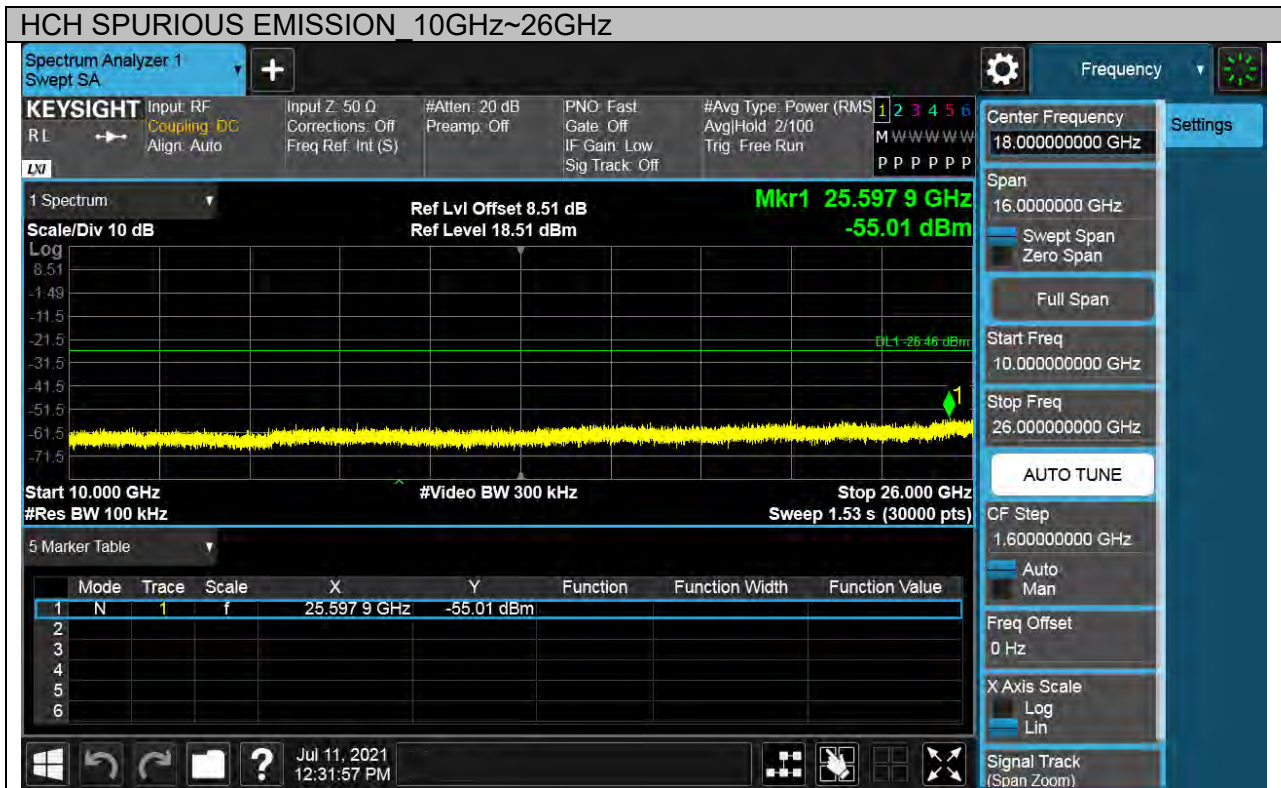 HCH SPURIOUS EMISSION_10GHz~26GHz
Spectrum Analyzer 1
Swept SA
+
Frequency
KEYSIGHT
RL
LXI
Input: RF
Coupling: DC
Align: Auto
Input Z: 50 Ω
Corrections: Off
Freq Ref: Int (S)
#Atten: 20 dB
Preamp: Off
PNO: Fast
Gate: Off
IF Gain: Low
Sig Track: Off
#Avg Type: Power (RMS
Avg|Hold: 2/100
Trig: Free Run
1 2 3 4 5 6
M W W W W W
P P P P P P
1 Spectrum
Scale/Div 10 dB
Ref Lvl Offset 8.51 dB
Ref Level 18.51 dBm
Mkr1 25.597 9 GHz
-55.01 dBm
Log
8.51
-1.49
-11.5
-21.5
-31.5
-41.5
-51.5
-61.5
-71.5
DL1 -26.46 dBm
1
Start 10.000 GHz
#Video BW 300 kHz
Stop 26.000 GHz
#Res BW 100 kHz
Sweep 1.53 s (30000 pts)
5 Marker Table
Mode Trace Scale X Y Function Function Width Function Value
1 N 1 f 25.597 9 GHz -55.01 dBm
2
3
4
5
6
?
Jul 11, 2021
12:31:57 PM
Center Frequency
18.000000000 GHz
Settings
Span
16.0000000 GHz
Swept Span
Zero Span
Full Span
Start Freq
10.000000000 GHz
Stop Freq
26.000000000 GHz
AUTO TUNE
CF Step
1.600000000 GHz
Auto
Man
Freq Offset
0 Hz
X Axis Scale
Log
Lin
Signal Track
(Span Zoom)